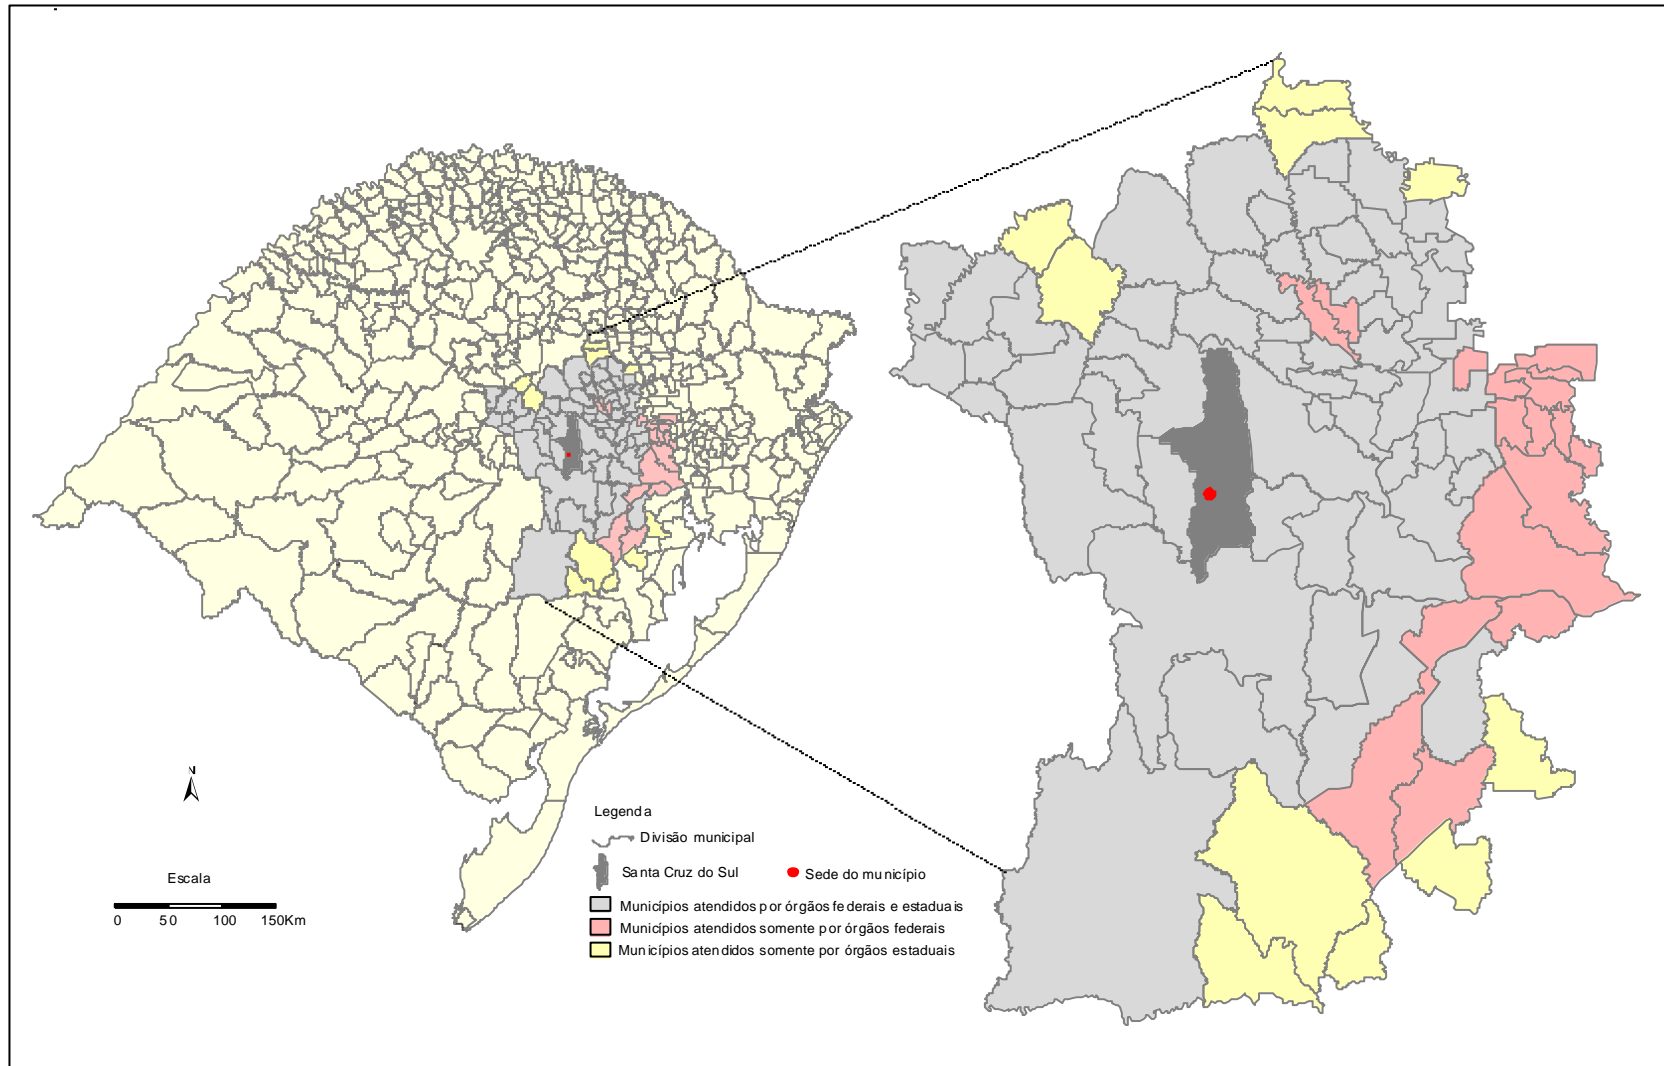 N
Escala
0 50 100 150Km
Legenda
Divisão municipal
Santa Cruz do Sul Sede do município
Municípios atendidos por órgãos federais e estaduais
Municípios atendidos somente por órgãos federais
Municípios atendidos somente por órgãos estaduais